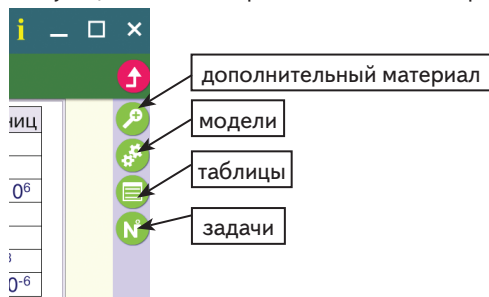 i
дополнительный материал
ниц
модели
0⁶
таблицы
N
задачи
0⁻⁶